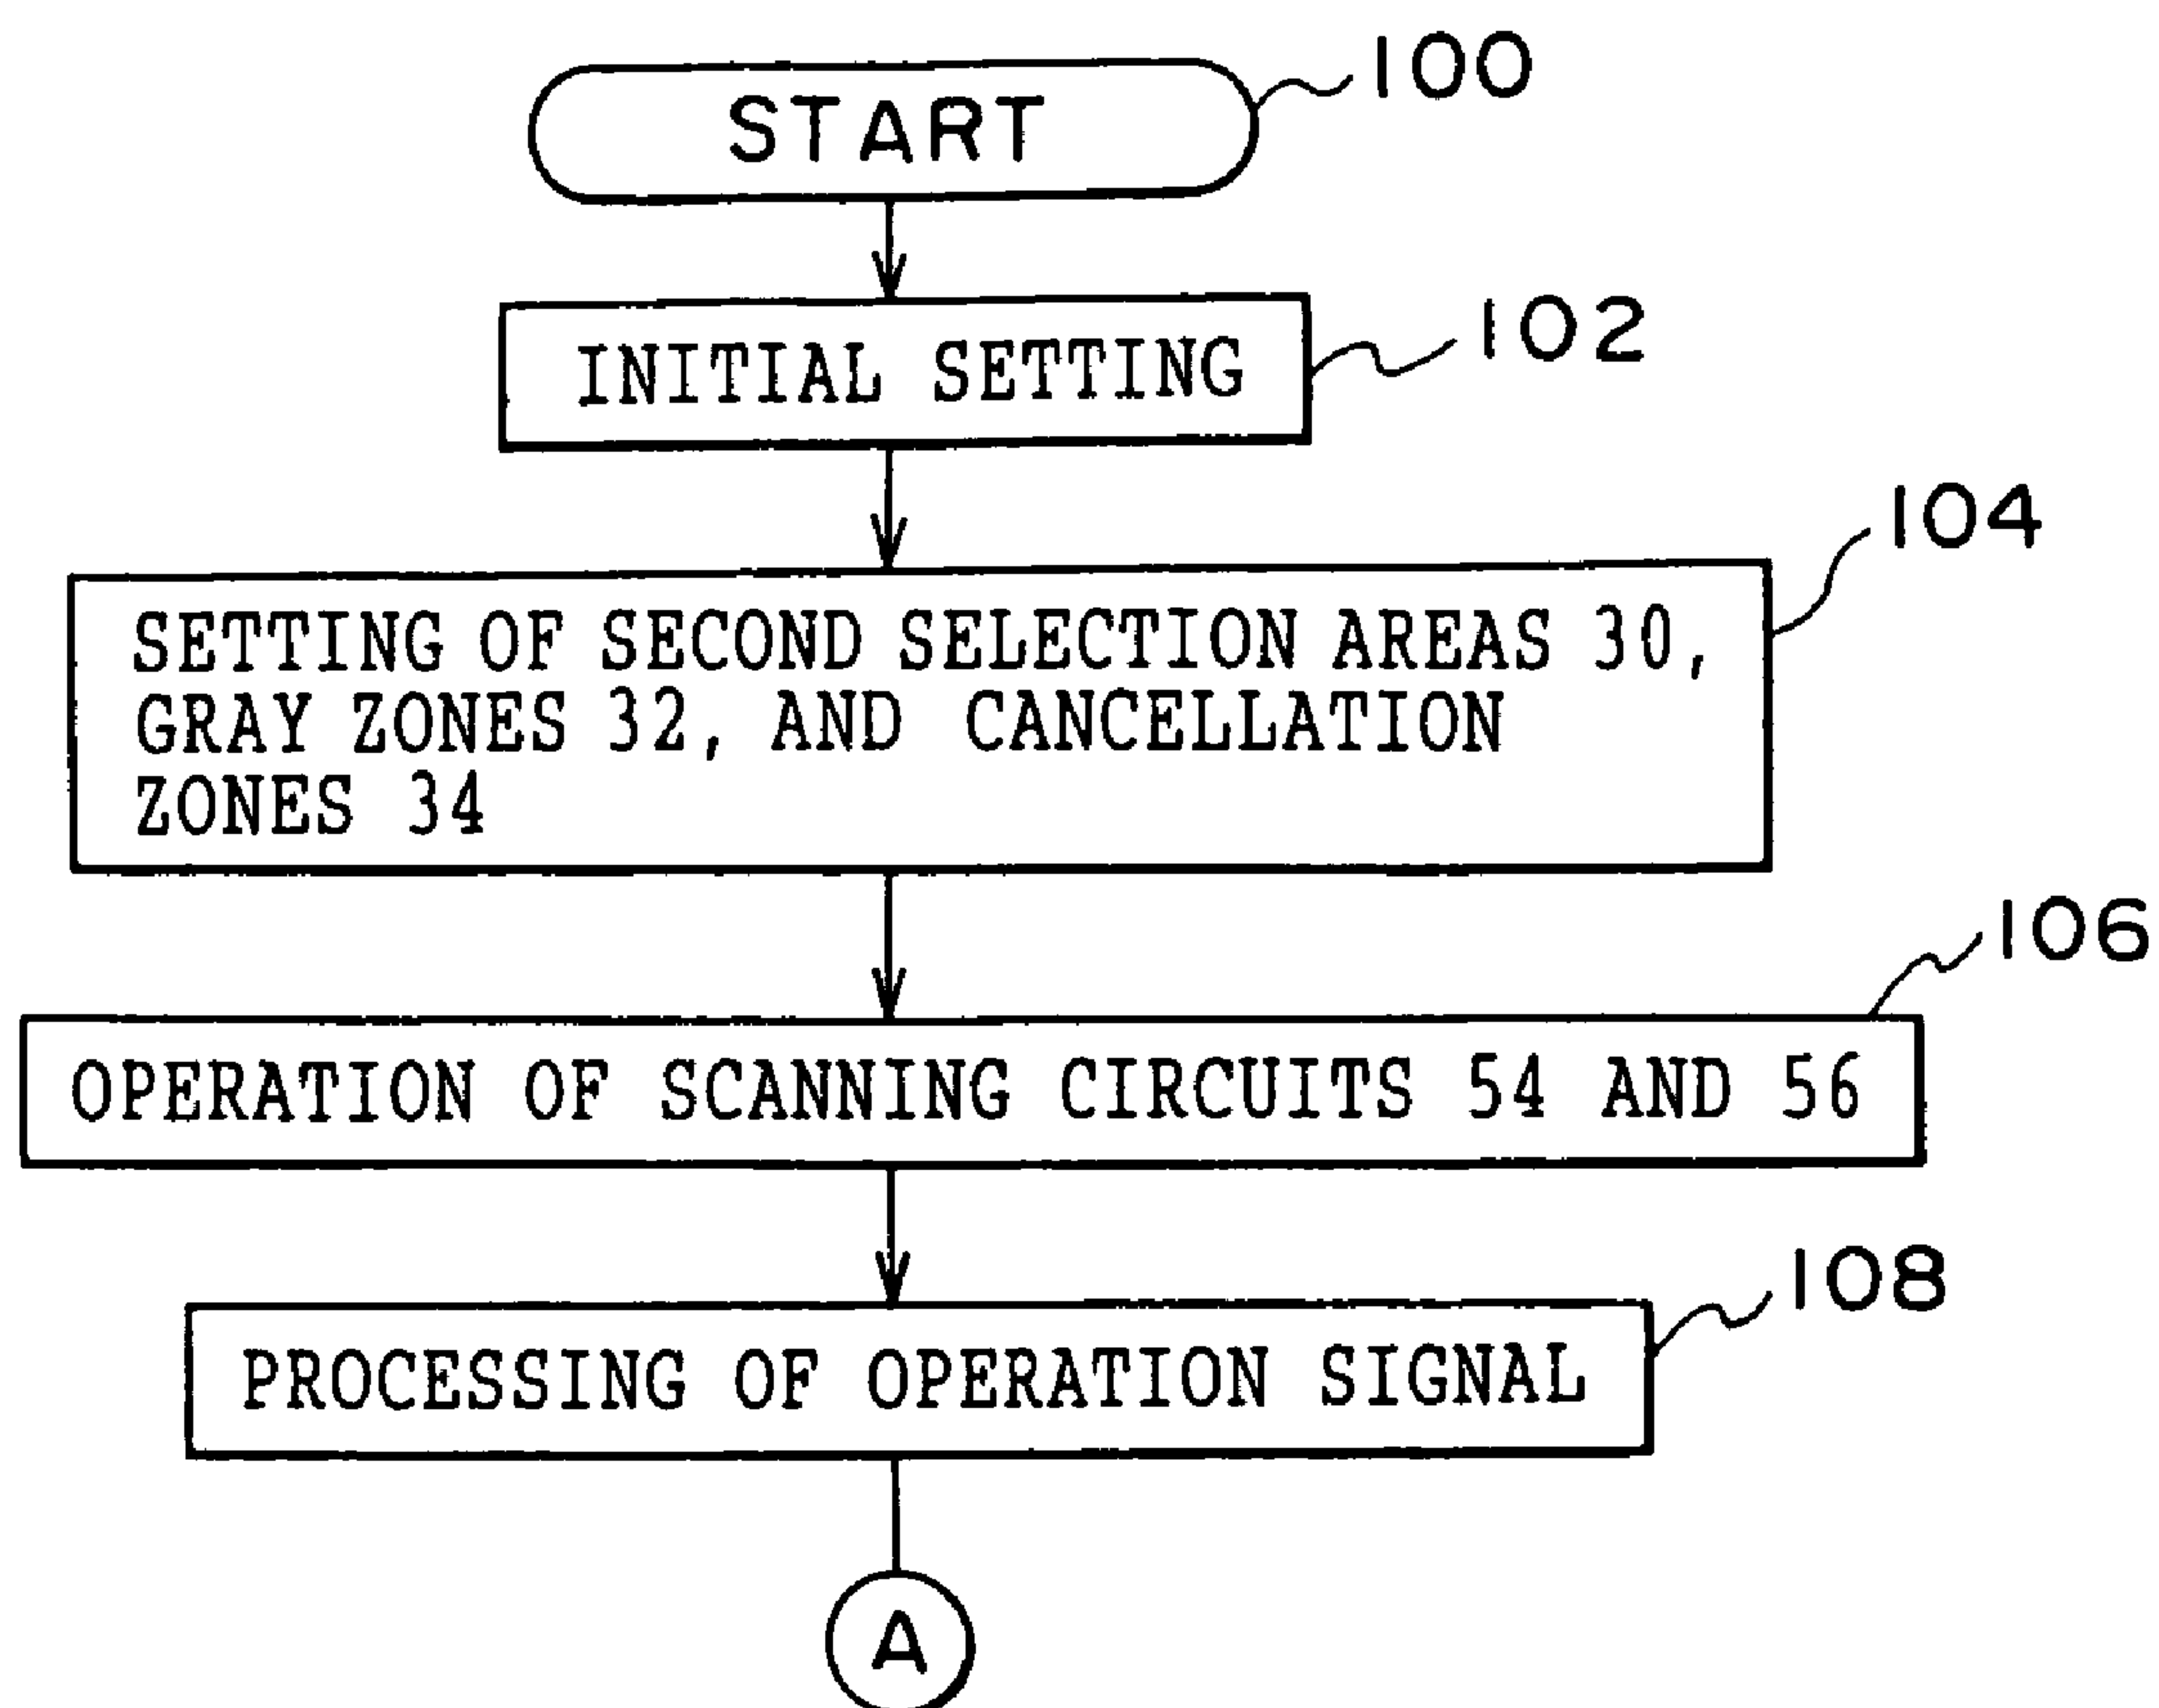 START
100
INITIAL SETTING
102
104
SETTING OF SECOND SELECTION AREAS 30,
GRAY ZONES 32, AND CANCELLATION
ZONES 34
106
OPERATION OF SCANNING CIRCUITS 54 AND 56
108
PROCESSING OF OPERATION SIGNAL
A